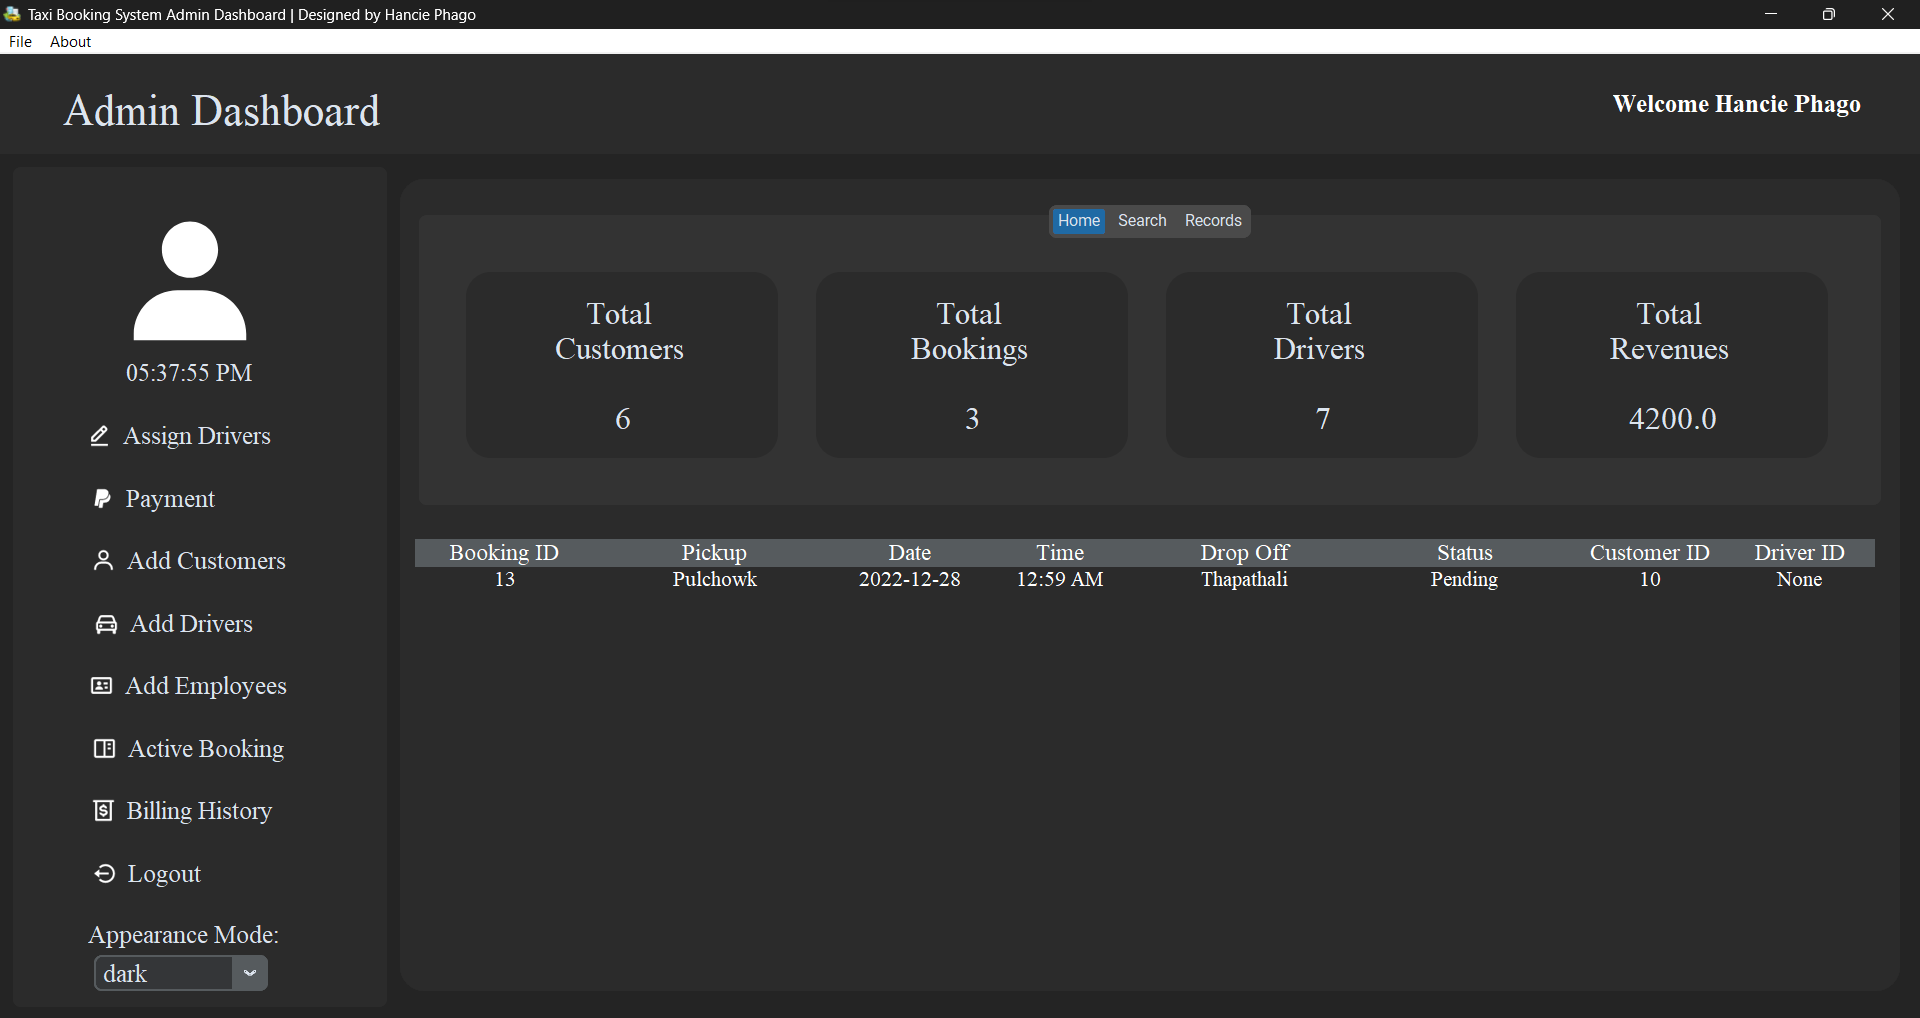 Taxi Booking System Admin Dashboard | Designed by Hancie Phago
File About
Admin Dashboard
Welcome Hancie Phago
05:37:55 PM
Assign Drivers
Payment
Add Customers
Add Drivers
Add Employees
Active Booking
Billing History
Logout
Appearance Mode:
dark
Home Search Records
Total
Customers
6
Total
Bookings
3
Total
Drivers
7
Total
Revenues
4200.0
Booking ID Pickup Date Time Drop Off Status Customer ID Driver ID
13 Pulchowk 2022-12-28 12:59 AM Thapathali Pending 10 None